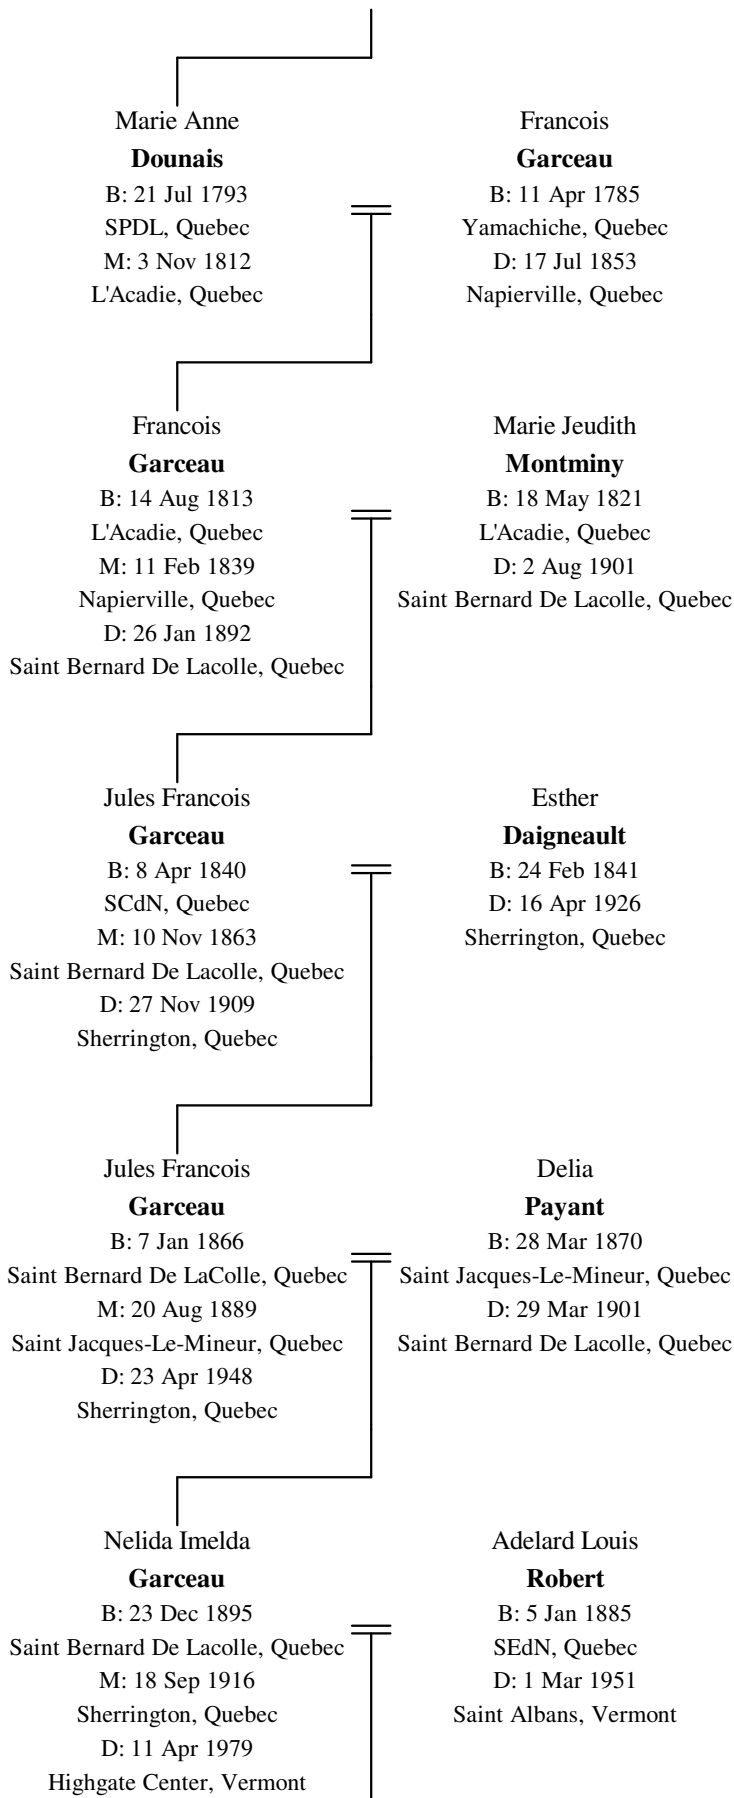 Marie Anne
Dounais
B: 21 Jul 1793
SPDL, Quebec
M: 3 Nov 1812
L'Acadie, Quebec
Francois
Garceau
B: 11 Apr 1785
Yamachiche, Quebec
D: 17 Jul 1853
Napierville, Quebec
Francois
Garceau
B: 14 Aug 1813
L'Acadie, Quebec
M: 11 Feb 1839
Napierville, Quebec
D: 26 Jan 1892
Saint Bernard De Lacolle, Quebec
Marie Jeudith
Montminy
B: 18 May 1821
L'Acadie, Quebec
D: 2 Aug 1901
Saint Bernard De Lacolle, Quebec
Jules Francois
Garceau
B: 8 Apr 1840
SCdN, Quebec
M: 10 Nov 1863
Saint Bernard De Lacolle, Quebec
D: 27 Nov 1909
Sherrington, Quebec
Esther
Daigneault
B: 24 Feb 1841
D: 16 Apr 1926
Sherrington, Quebec
Jules Francois
Garceau
B: 7 Jan 1866
Saint Bernard De LaColle, Quebec
M: 20 Aug 1889
Saint Jacques-Le-Mineur, Quebec
D: 23 Apr 1948
Sherrington, Quebec
Delia
Payant
B: 28 Mar 1870
Saint Jacques-Le-Mineur, Quebec
D: 29 Mar 1901
Saint Bernard De Lacolle, Quebec
Nelida Imelda
Garceau
B: 23 Dec 1895
Saint Bernard De Lacolle, Quebec
M: 18 Sep 1916
Sherrington, Quebec
D: 11 Apr 1979
Highgate Center, Vermont
Adelard Louis
Robert
B: 5 Jan 1885
SEdN, Quebec
D: 1 Mar 1951
Saint Albans, Vermont